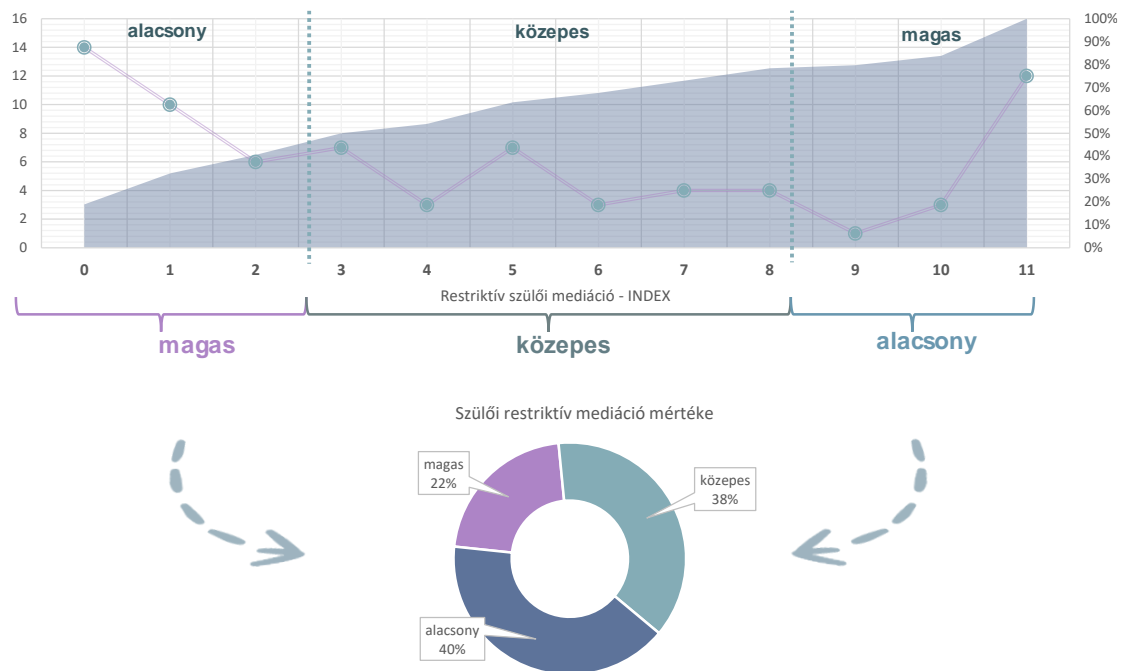 alacsony
közepes
magas
16
14
12
10
8
6
4
2
0
100%
90%
80%
70%
60%
50%
40%
30%
20%
10%
0%
0 1 2 3 4 5 6 7 8 9 10 11
Restriktív szülői mediáció - INDEX
magas
közepes
alacsony
Szülői restriktív mediáció mértéke
magas
22%
közepes
38%
alacsony
40%